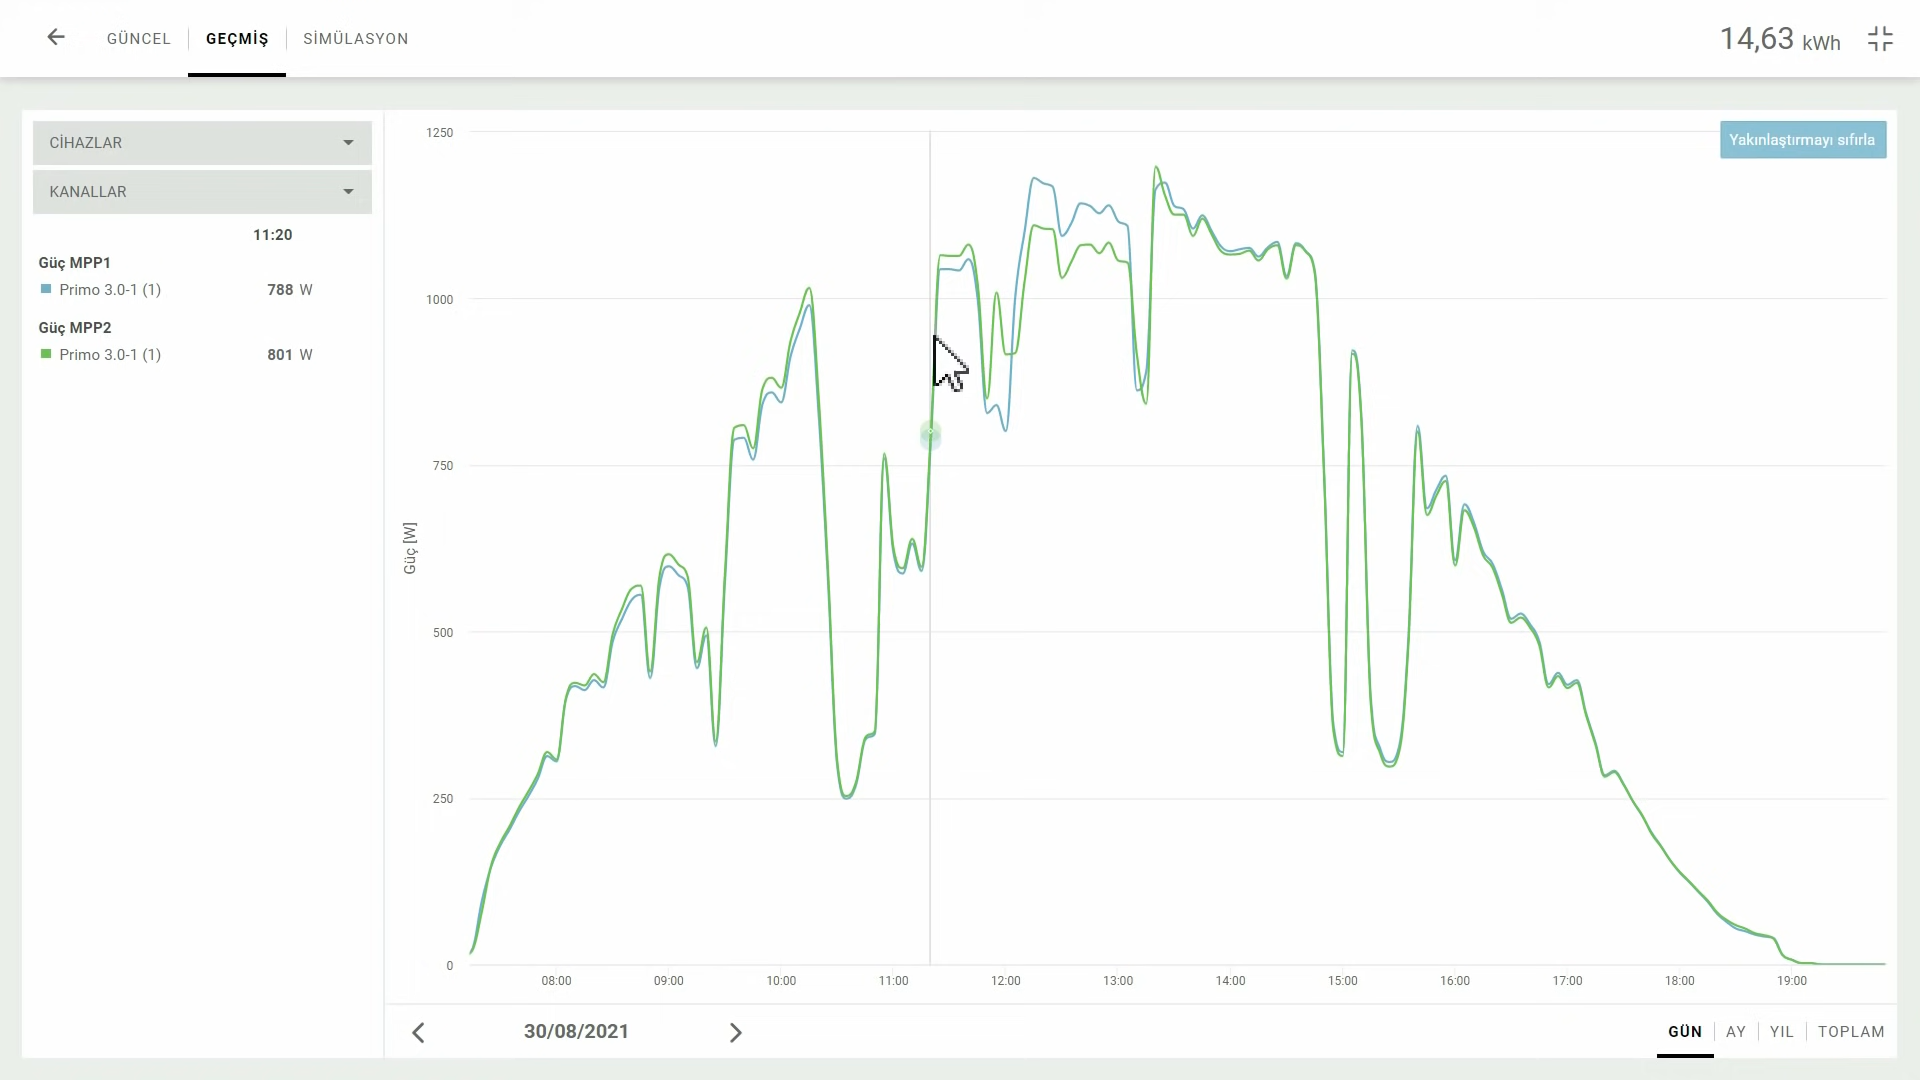 GÜNCEL
GEÇMİŞ
SİMÜLASYON
14,63 kWh
CİHAZLAR
KANALLAR
11:20
Güç MPP1
Primo 3.0-1 (1) 788 W
Güç MPP2
Primo 3.0-1 (1) 801 W
Yakınlaştırmayı sıfırla
1250
1000
750
500
250
0
Güç [W]
08:00 09:00 10:00 11:00 12:00 13:00 14:00 15:00 16:00 17:00 18:00 19:00
30/08/2021
GÜN
AY
YIL
TOPLAM